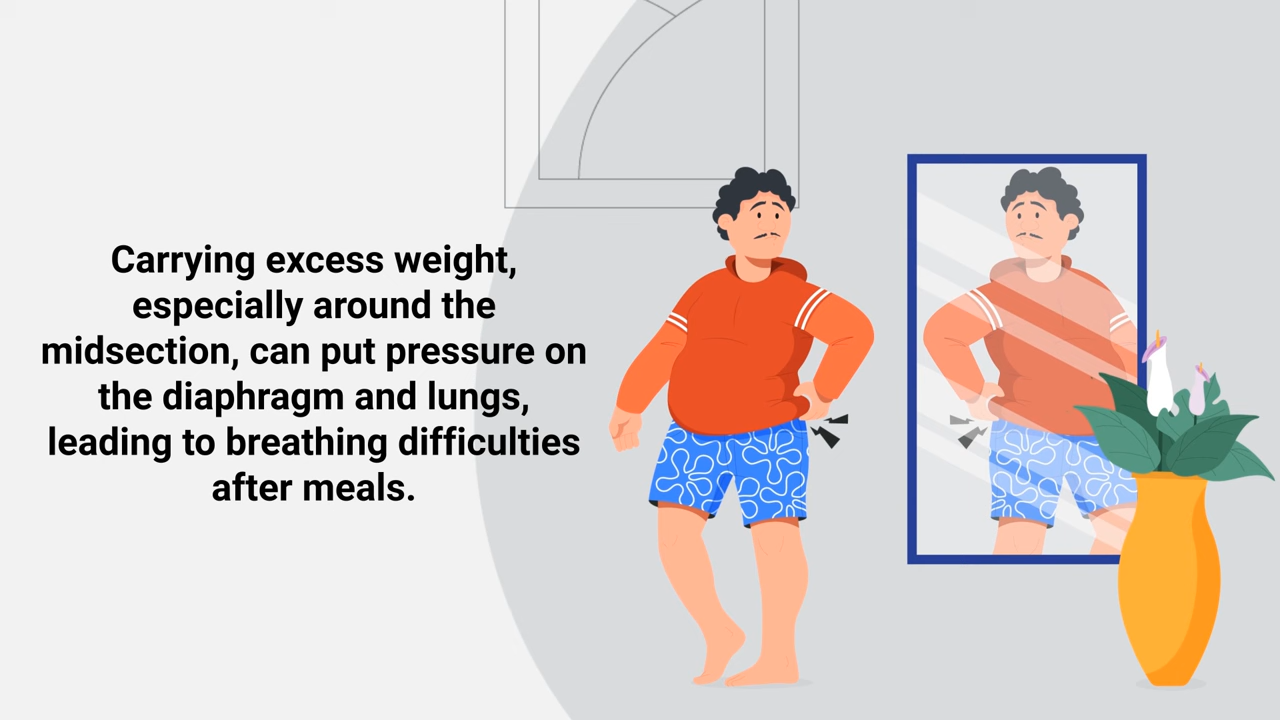 Carrying excess weight,
especially around the
midsection, can put pressure on
the diaphragm and lungs,
leading to breathing difficulties
after meals.